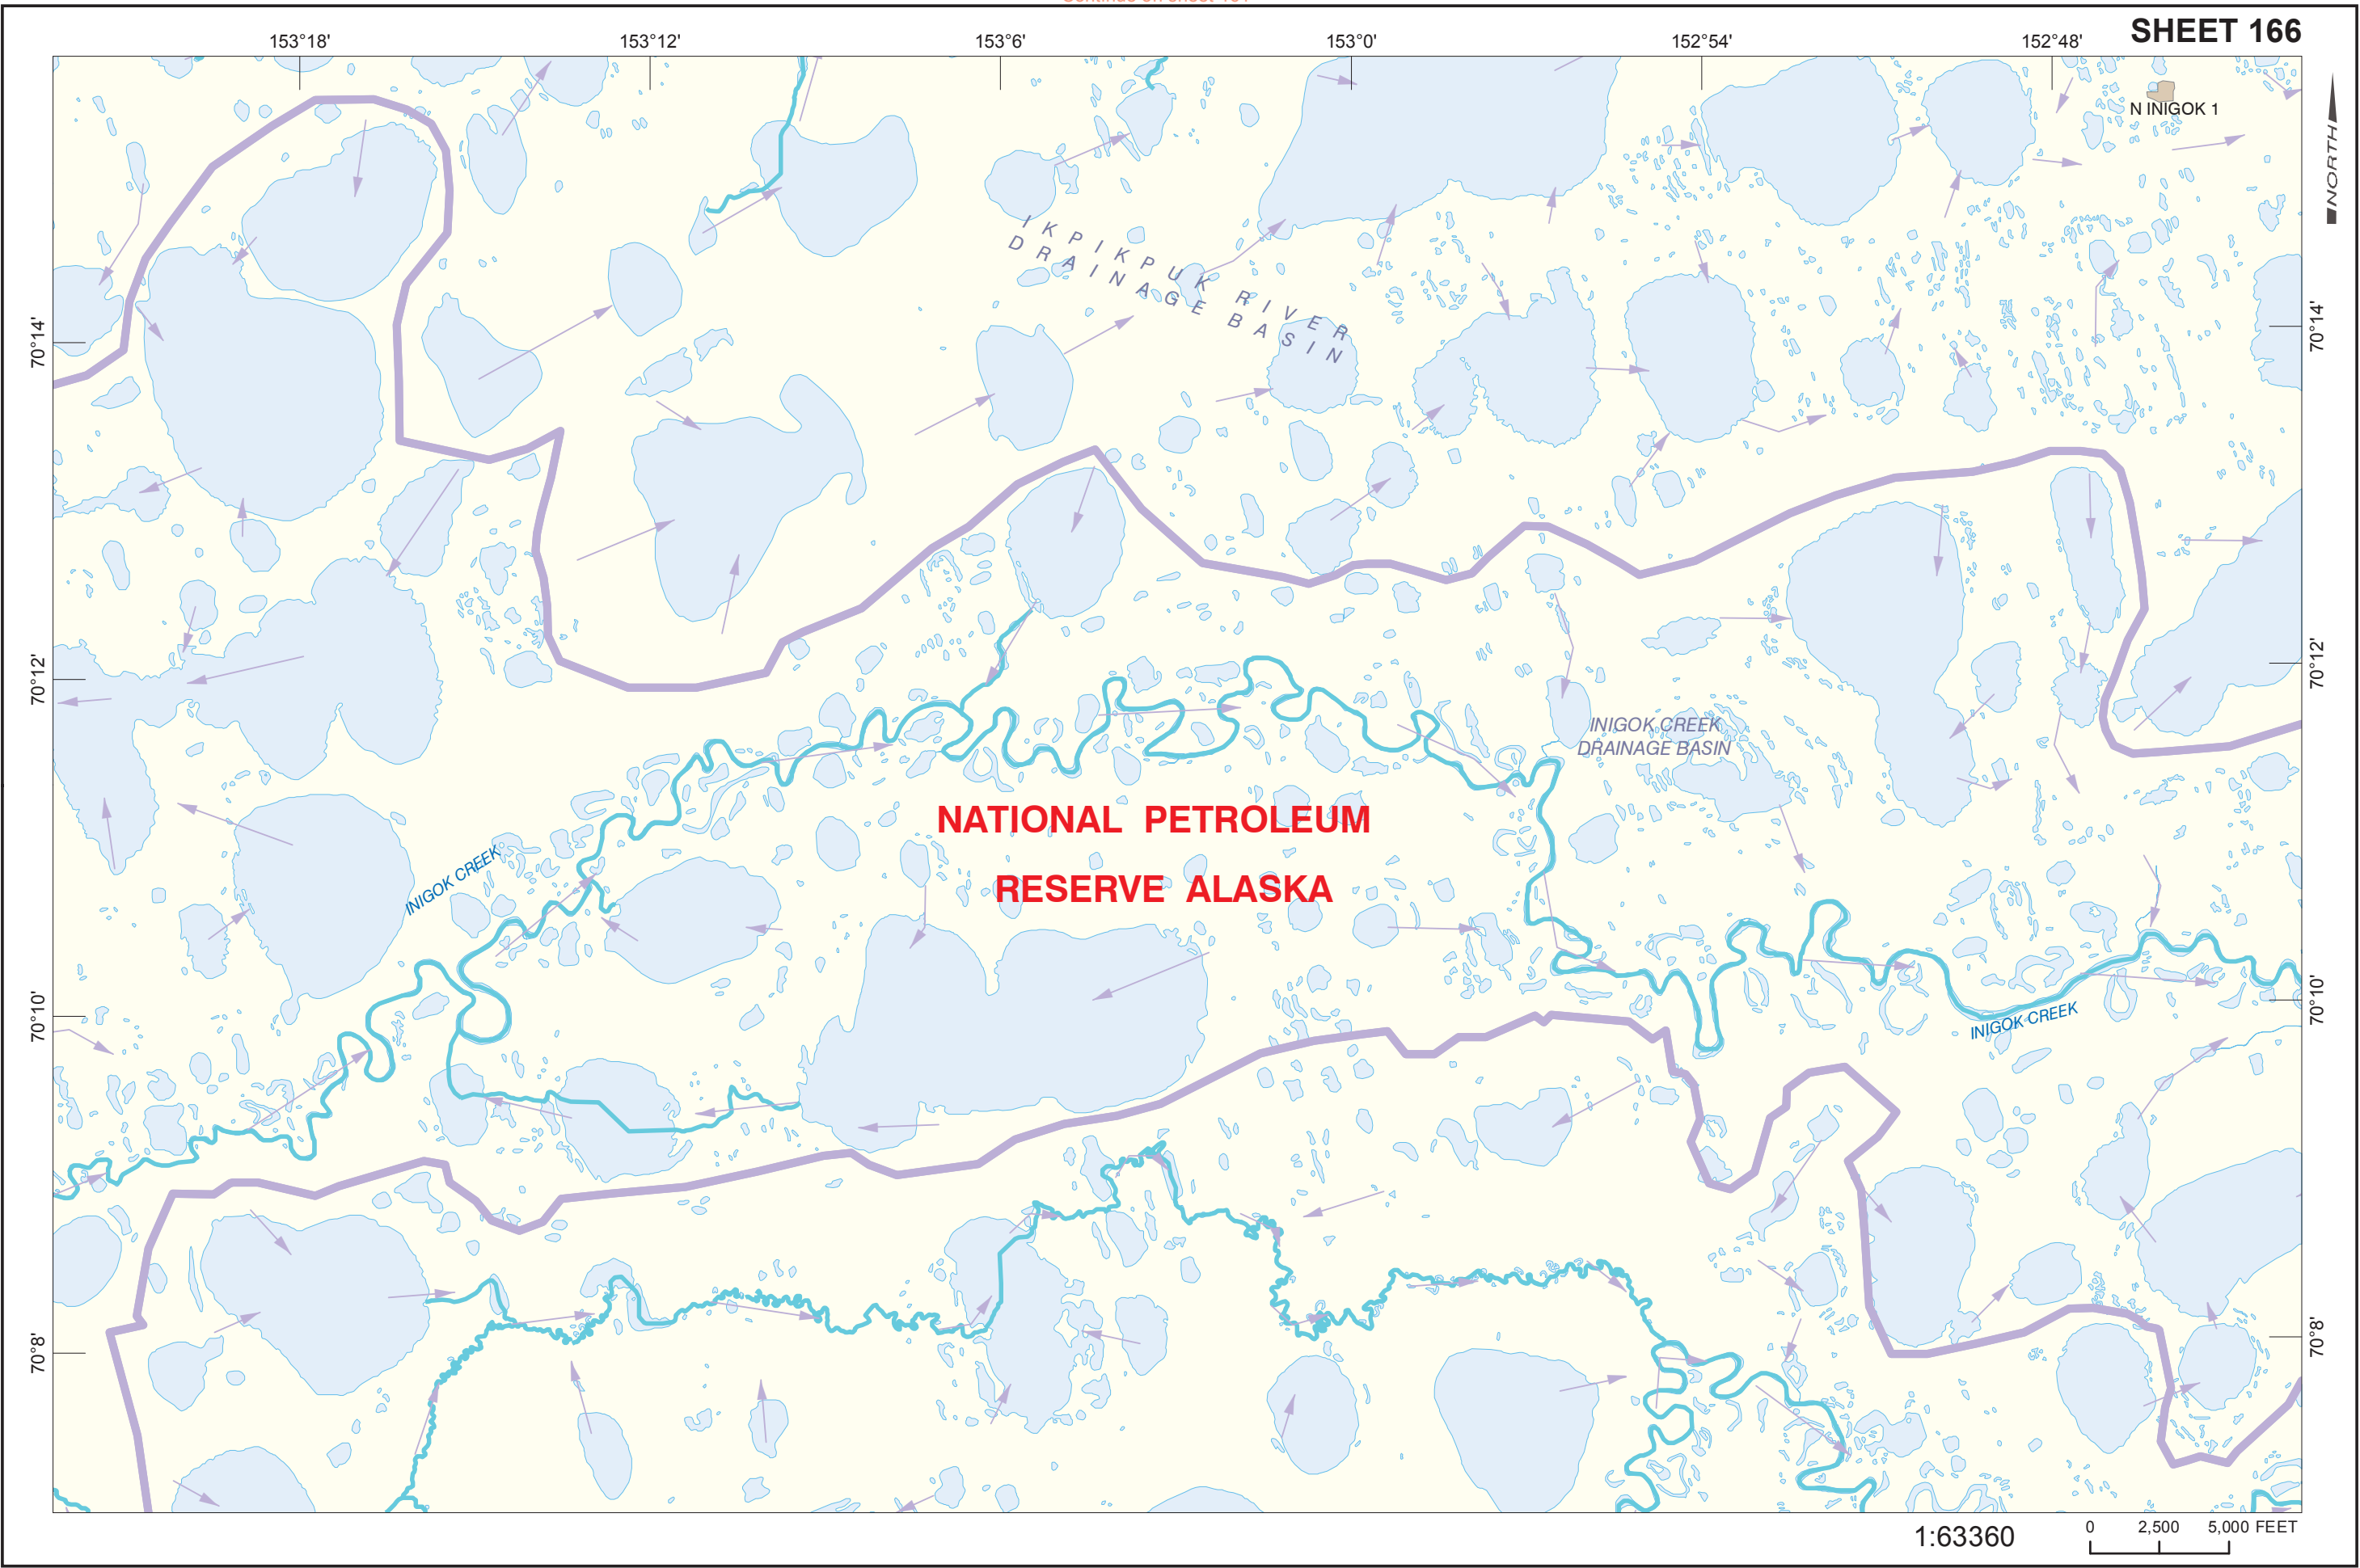 SHEET 166
153°18'
153°12'
153°6'
153°0'
152°54'
152°48'
N INIGOK 1
NORTH
IKPIKPUK RIVER
DRAINAGE BASIN
70°14'
70°14'
70°12'
70°12'
INIGOK CREEK
DRAINAGE BASIN
NATIONAL PETROLEUM
RESERVE ALASKA
INIGOK CREEK
70°10'
70°10'
INIGOK CREEK
70°8'
70°8'
1:63360
0 2,500 5,000 FEET